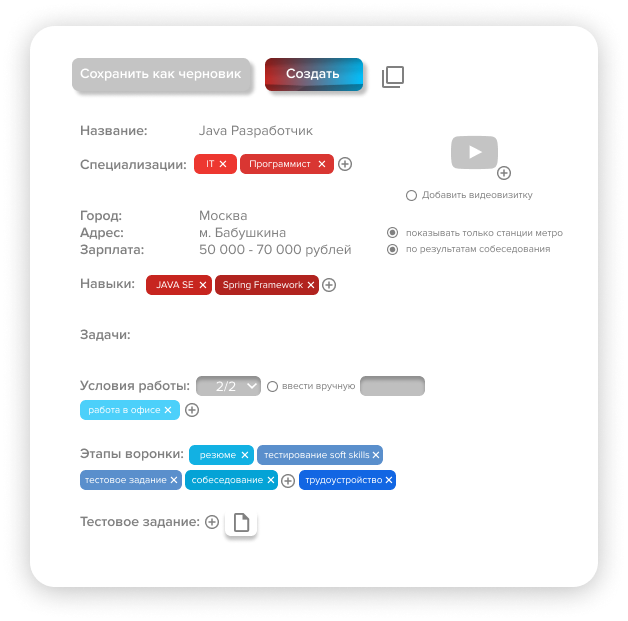 Сохранить как черновик Создать
Название: Java Разработчик
Специализации: IT × Программист ×
Добавить видеовизитку
Город: Москва
Адрес: м. Бабушкина показывать только станции метро
Зарплата: 50 000 - 70 000 рублей по результатам собеседования
Навыки: JAVA SE × Spring Framework ×
Задачи:
Условия работы: 2/2 ввести вручную
работа в офисе ×
Этапы воронки: резюме × тестирование soft skills ×
тестовое задание × собеседование × трудоустройство ×
Тестовое задание: